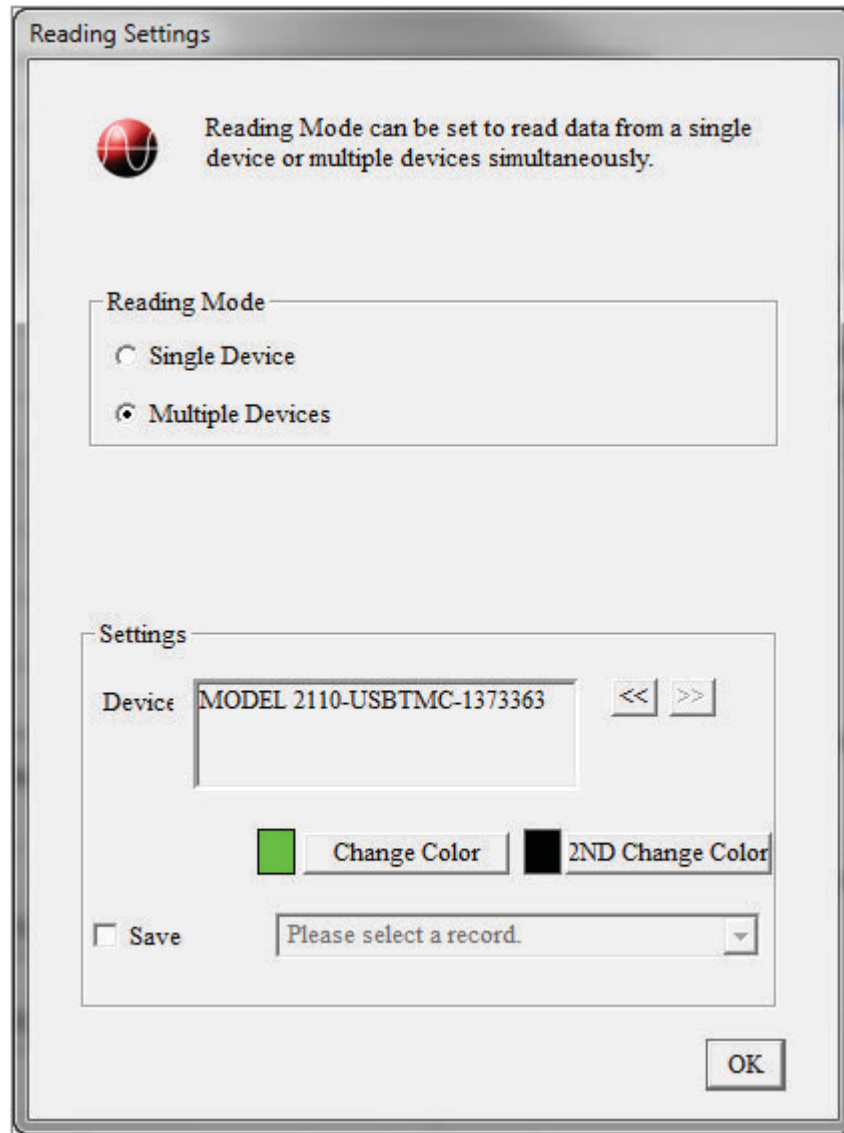 Reading Settings
Reading Mode can be set to read data from a single
device or multiple devices simultaneously.
Reading Mode
Single Device
Multiple Devices
Settings
Device
MODEL 2110-USBTMC-1373363
<< >>
Change Color 2ND Change Color
Save Please select a record.
OK